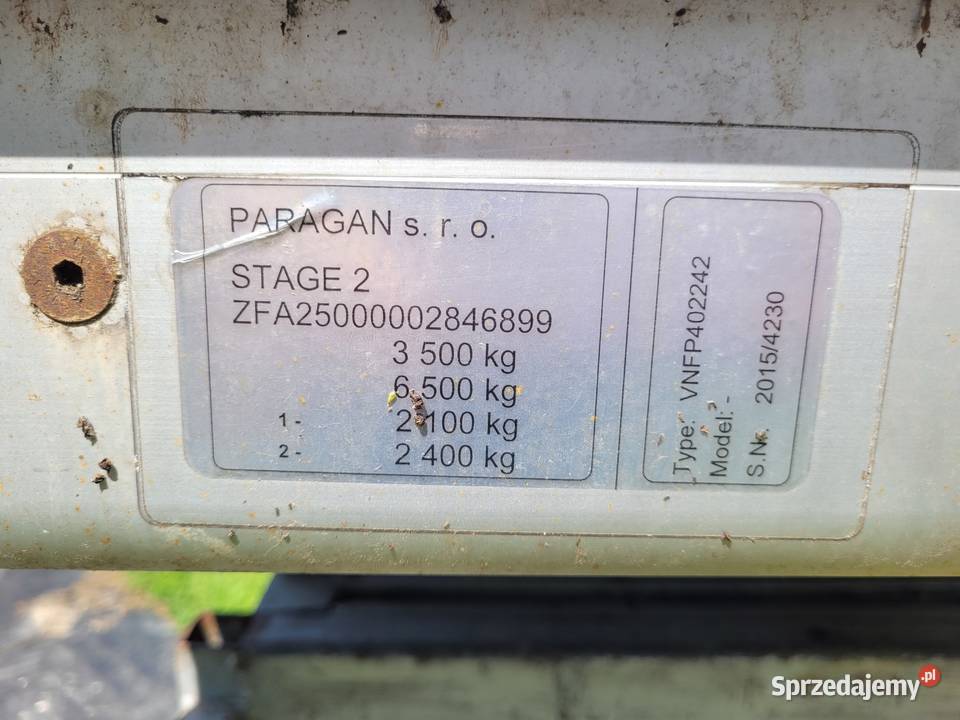 PARAGAN s. r. o.
STAGE 2
ZFA25000002846899
3 500 kg
6 500 kg
1- 2 100 kg
2- 2 400 kg
Type: VNFP402242
Model: -
S.N.: 2015/4230
Sprzedajemy.pl